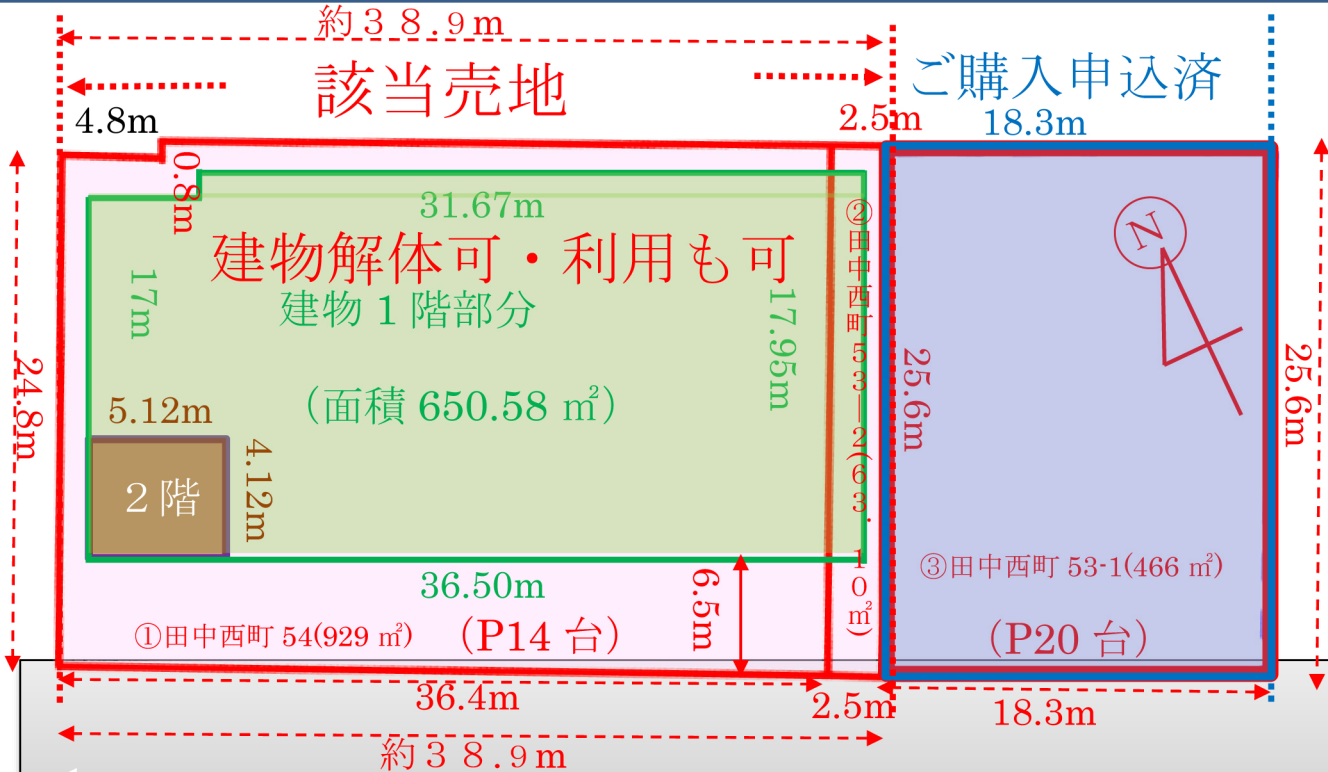 約３８.９m
該当売地
ご購入申込済
4.8m
2.5m
18.3m
0.8m
31.67m
建物解体可・利用も可
建物１階部分
17m
17.95m
②田中西町５３―２(６３．１０㎡)
N
24.8m
25.6m
25.6m
5.12m
（面積 650.58 ㎡）
4.12m
２階
36.50m
6.5m
③田中西町 53-1(466 ㎡)
①田中西町 54(929 ㎡)
（P14 台）
（P20 台）
36.4m
2.5m
18.3m
約３８.９m